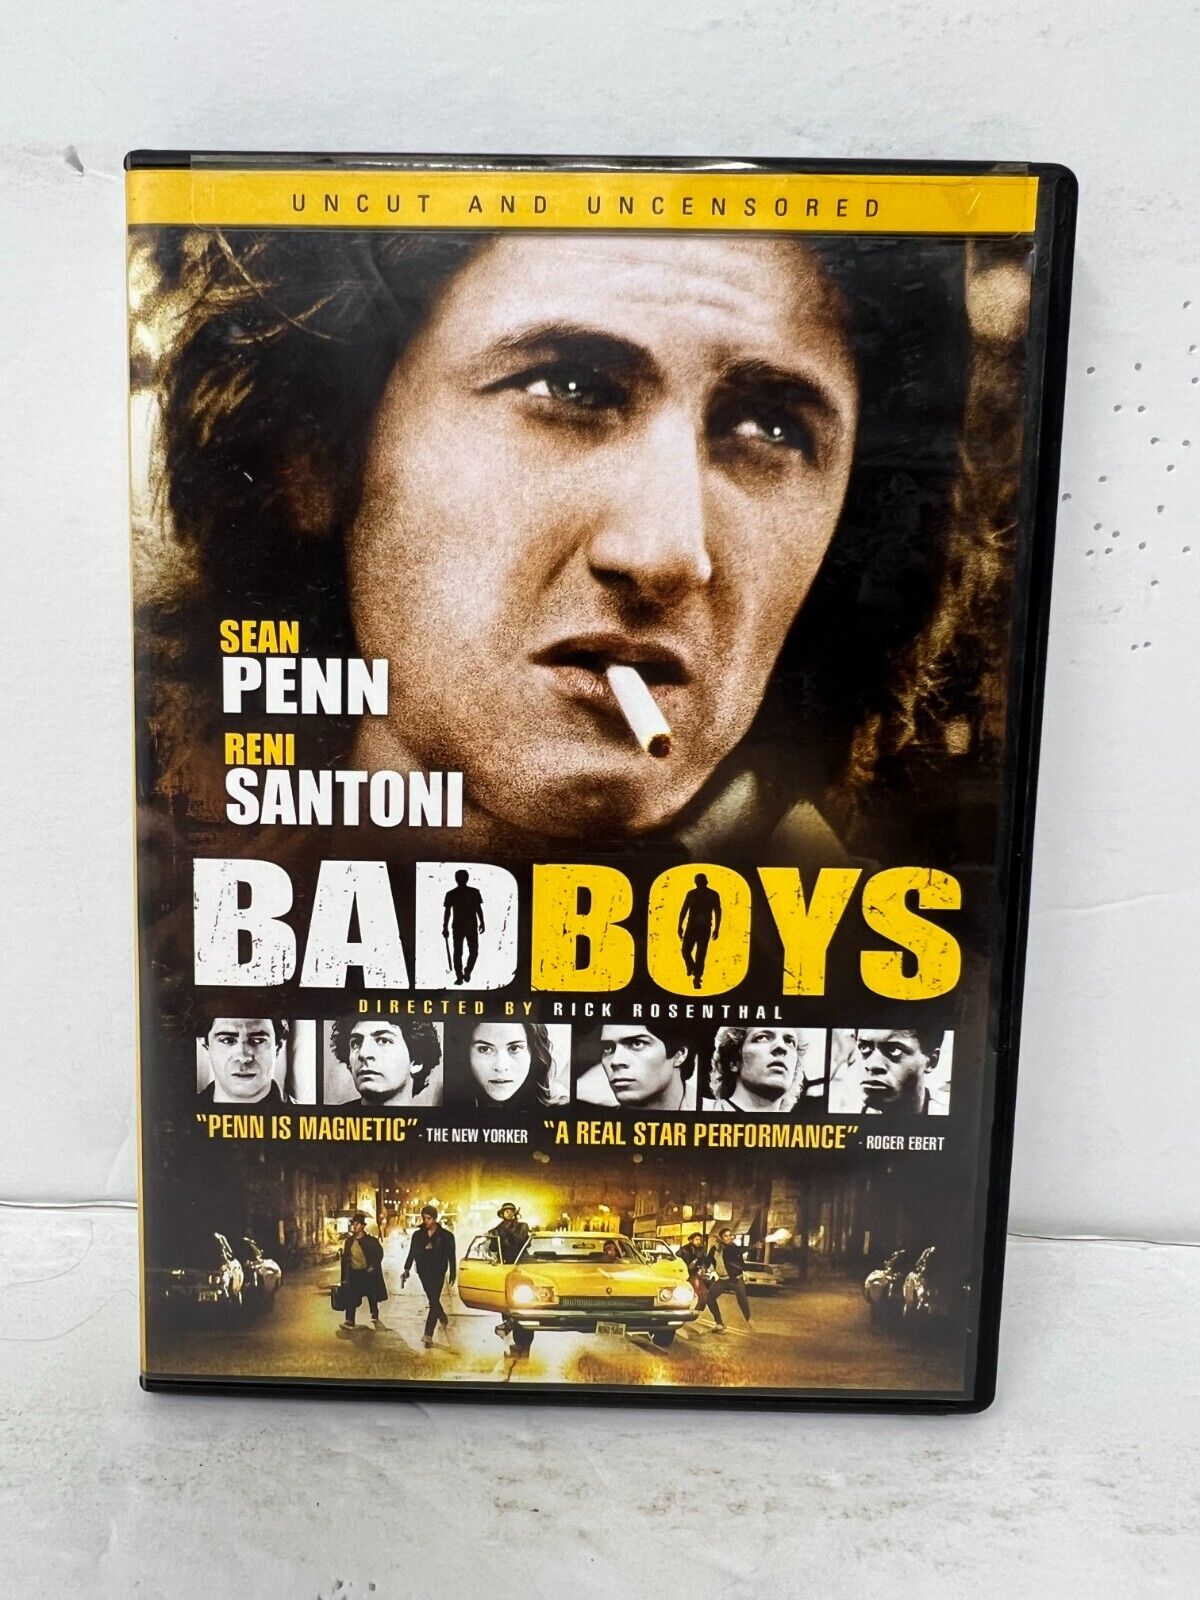 UNCUT AND UNCENSORED
SEAN
PENN
RENI
SANTONI
BAD BOYS
DIRECTED BY RICK ROSENTHAL
"PENN IS MAGNETIC" - THE NEW YORKER "A REAL STAR PERFORMANCE" - ROGER EBERT